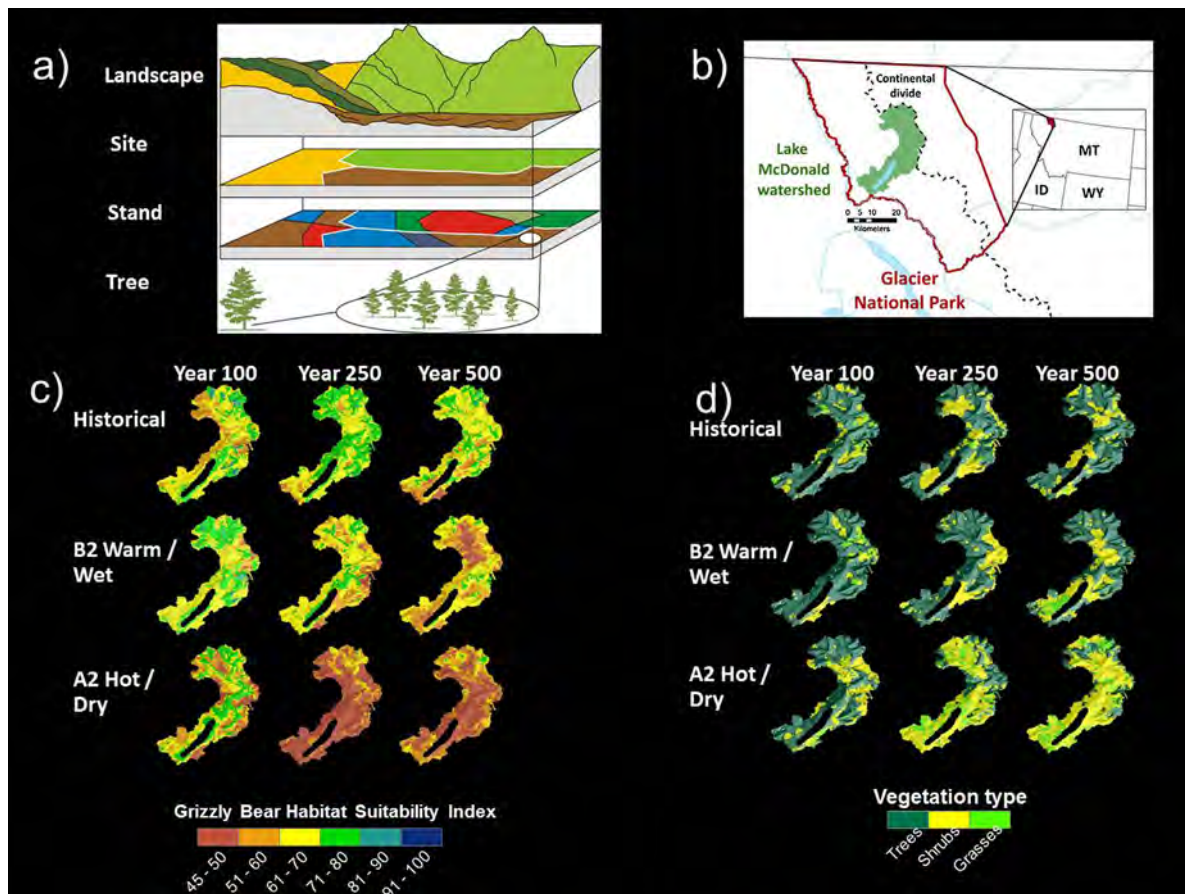 a)
Landscape
Site
Stand
Tree
b)
Continental
divide
Lake
McDonald
watershed
0 5 10 20
Kilometers
MT
ID
WY
Glacier
National Park
c)
Year 100 Year 250 Year 500
Historical
B2 Warm /
Wet
A2 Hot /
Dry
Grizzly Bear Habitat Suitability Index
45 - 50
51 - 60
61 - 70
71 - 80
81 - 90
91 - 100
d)
Year 100 Year 250 Year 500
Historical
B2 Warm /
Wet
A2 Hot /
Dry
Vegetation type
Trees
Shrubs
Grasses